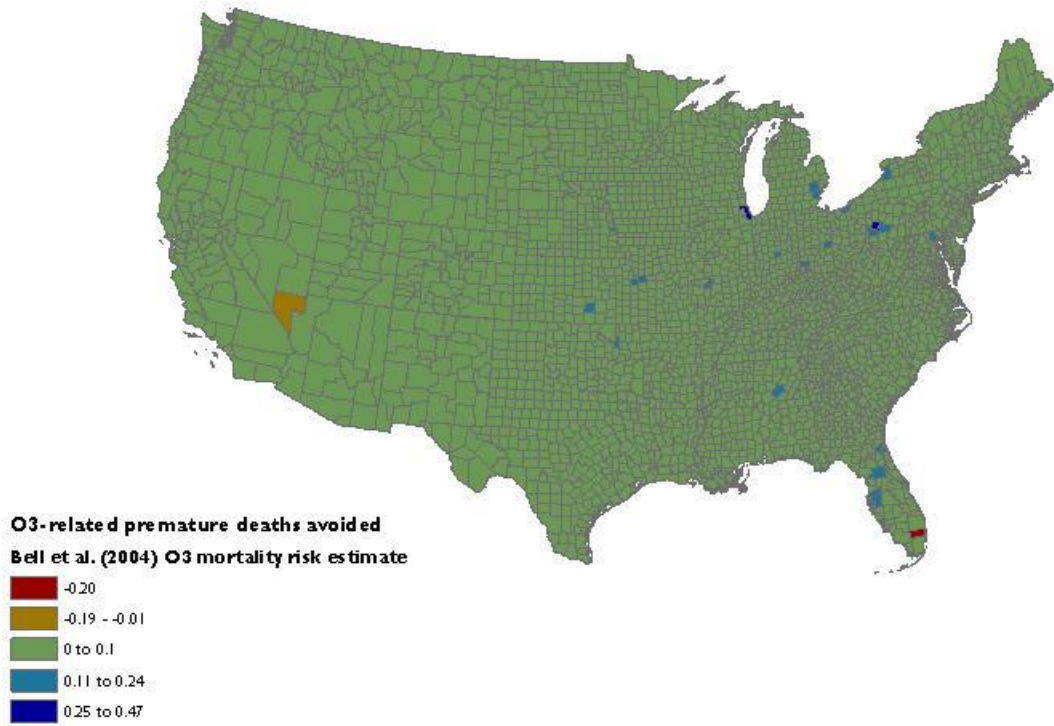 O3-related premature deaths avoided
Bell et al. (2004) O3 mortality risk estimate
-0.20
-0.19 - -0.01
0 to 0.1
0.11 to 0.24
0.25 to 0.47